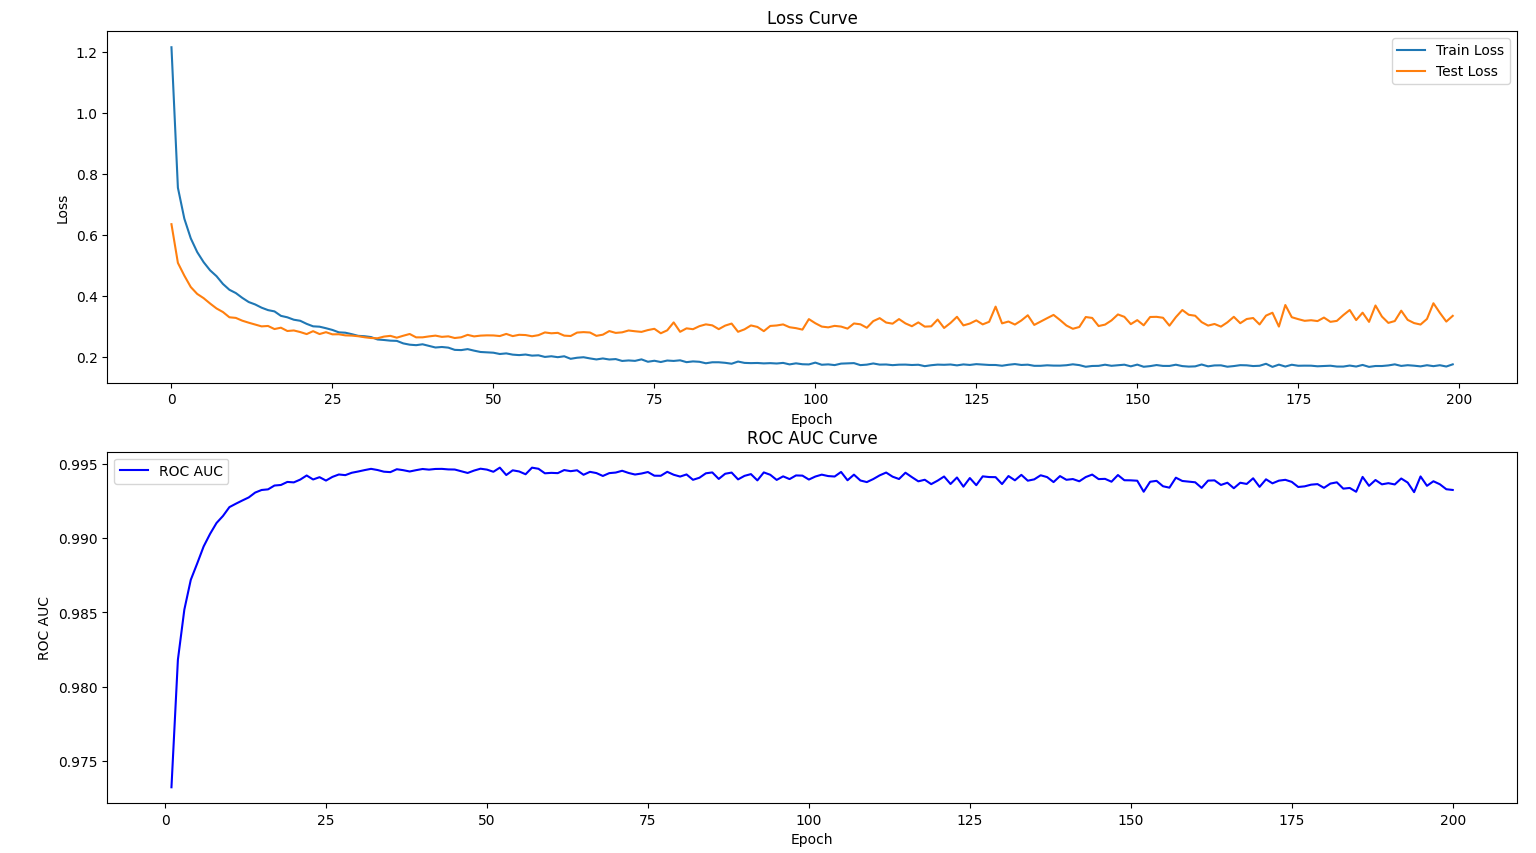 Loss Curve
1.2
1.0
0.8
0.6
0.4
0.2
Loss
Train Loss
Test Loss
0 25 50 75 100 125 150 175 200
Epoch
ROC AUC Curve
0.995
0.990
0.985
0.980
0.975
ROC AUC
ROC AUC
0 25 50 75 100 125 150 175 200
Epoch